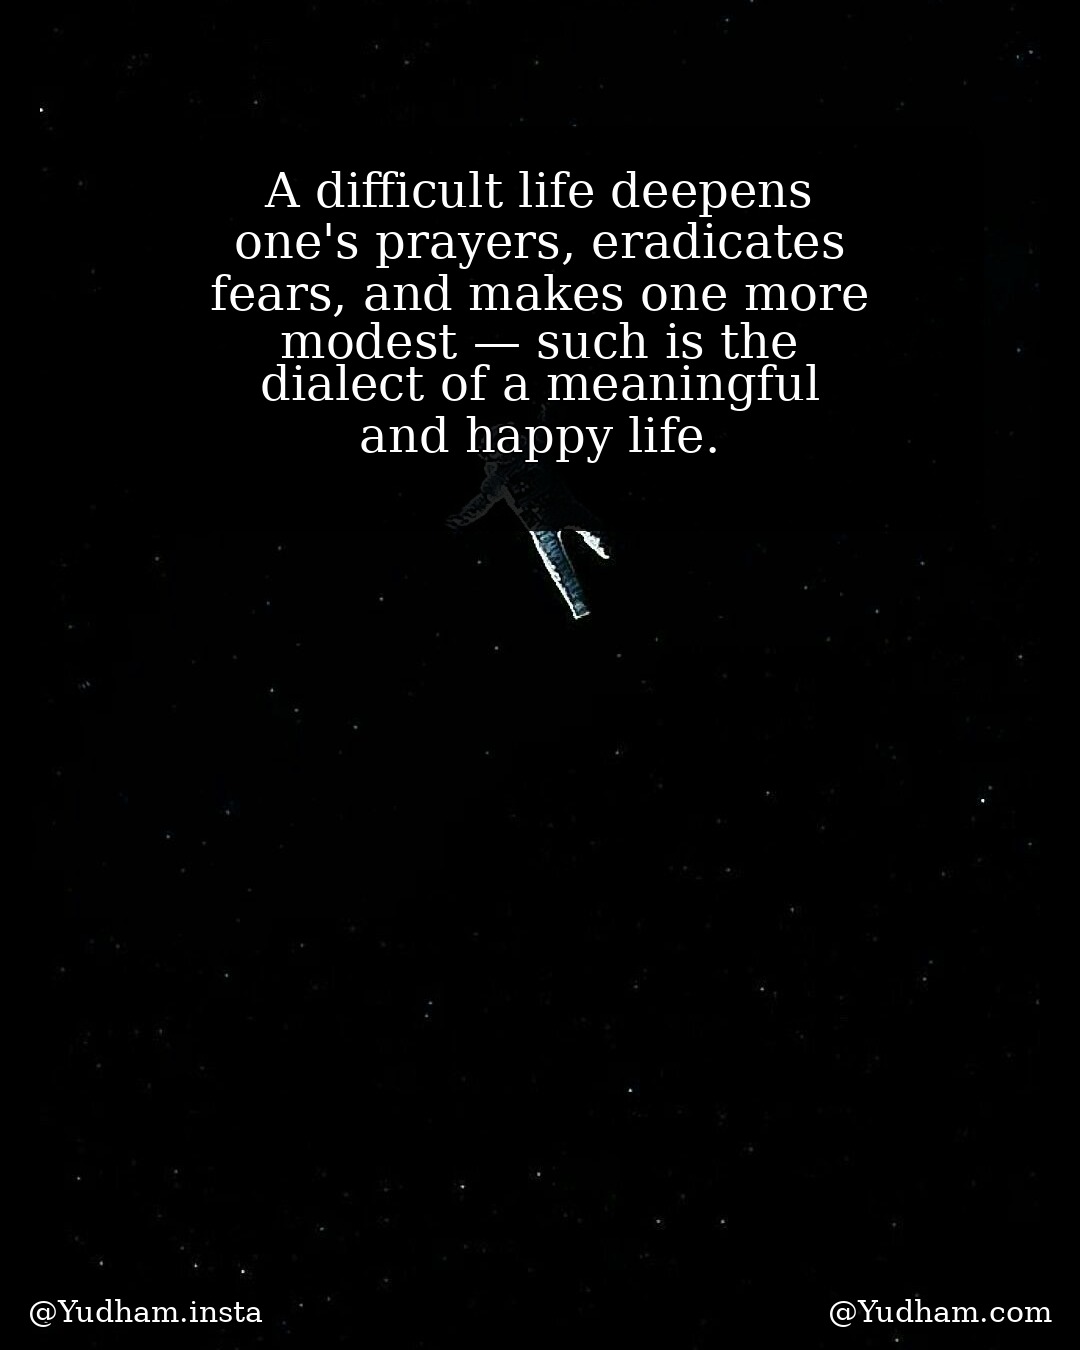 A difficult life deepens
one's prayers, eradicates
fears, and makes one more
modest — such is the
dialect of a meaningful
and happy life.
@Yudham.insta
@Yudham.com